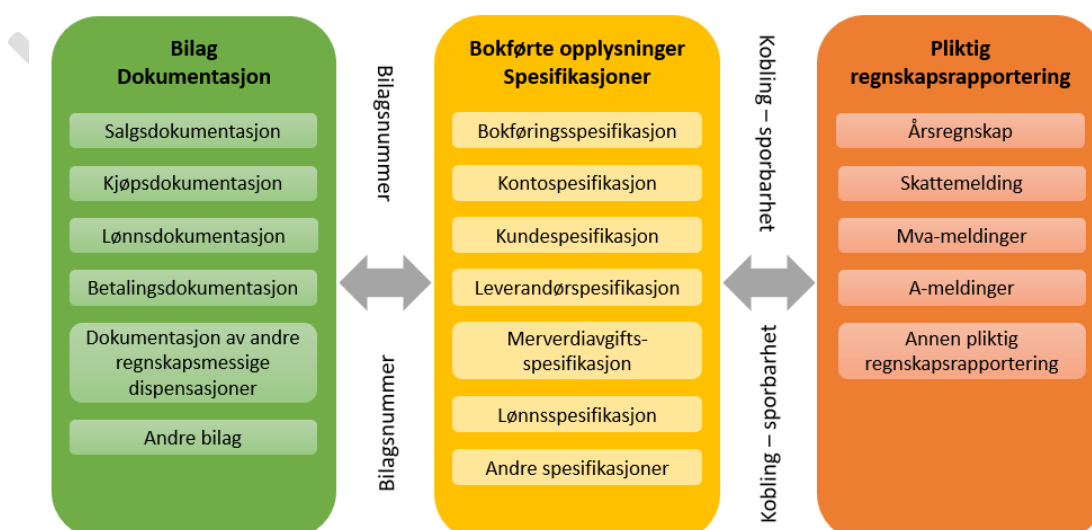 Bilag
Dokumentasjon
Salgsdokumentasjon
Kjøpsdokumentasjon
Lønnsdokumentasjon
Betalingsdokumentasjon
Dokumentasjon av andre
regnskapsmessige
dispensasjoner
Andre bilag
Bilagsnummer
Bilagsnummer
Bokførte opplysninger
Spesifikasjoner
Bokføringsspesifikasjon
Kontospesifikasjon
Kundespesifikasjon
Leverandørspesifikasjon
Merverdiavgifts-
spesifikasjon
Lønnsspesifikasjon
Andre spesifikasjoner
Kobling – sporbarhet
Kobling – sporbarhet
Pliktig
regnskapsrapportering
Årsregnskap
Skattemelding
Mva-meldinger
A-meldinger
Annen pliktig
regnskapsrapportering